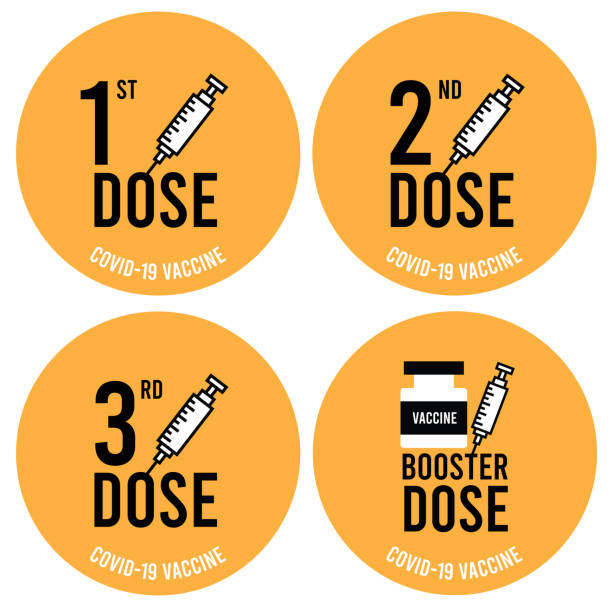 1ST
DOSE
COVID-19 VACCINE
2ND
DOSE
COVID-19 VACCINE
3RD
DOSE
COVID-19 VACCINE
VACCINE
BOOSTER
DOSE
COVID-19 VACCINE